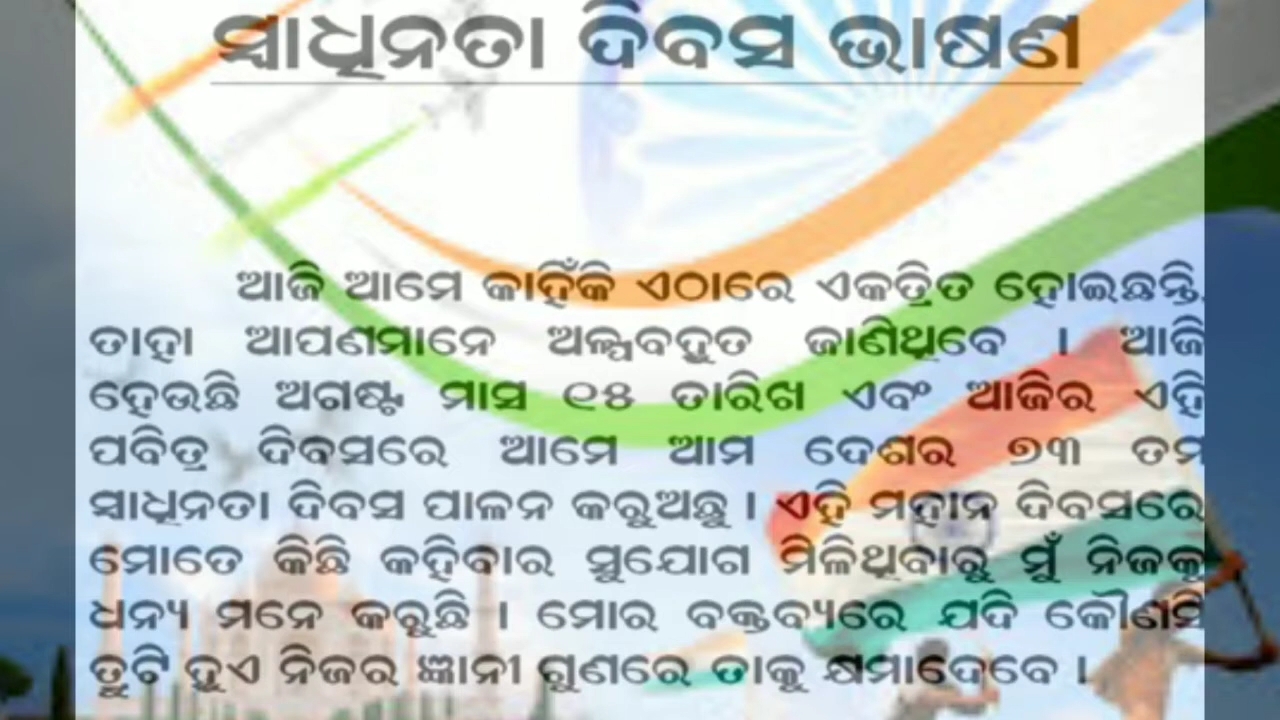 ସ୍ୱାଧିନତା ଦିବସ ଭାଷଣ
ଆଜି ଆମେ କାହିଁକି ଏଠାରେ ଏକତ୍ରିତ ହୋଇଛନ୍ତି,
ତାହା ଆପଣମାନେ ଅଳ୍ପବହୁତ ଜାଣିଥିବେ । ଆଜି
ହେଉଛି ଅଗଷ୍ଟ ମାସ ୧୫ ତାରିଖ ଏବଂ ଆଜିର ଏହି
ପବିତ୍ର ଦିବସରେ ଆମେ ଆମ ଦେଶର ୭୩ ତମ
ସ୍ୱାଧିନତା ଦିବସ ପାଳନ କରୁଅଛୁ । ଏହି ମହାନ ଦିବସରେ
ମୋତେ କିଛି କହିବାର ସୁଯୋଗ ମିଳିଥିବାରୁ ମୁଁ ନିଜକୁ
ଧନ୍ୟ ମନେ କରୁଛି । ମୋର ବକ୍ତବ୍ୟରେ ଯଦି କୌଣସି
ତ୍ରୁଟି ହୁଏ ନିଜର ଜ୍ଞାନୀ ଗୁଣରେ ତାକୁ କ୍ଷମାଦେବେ ।